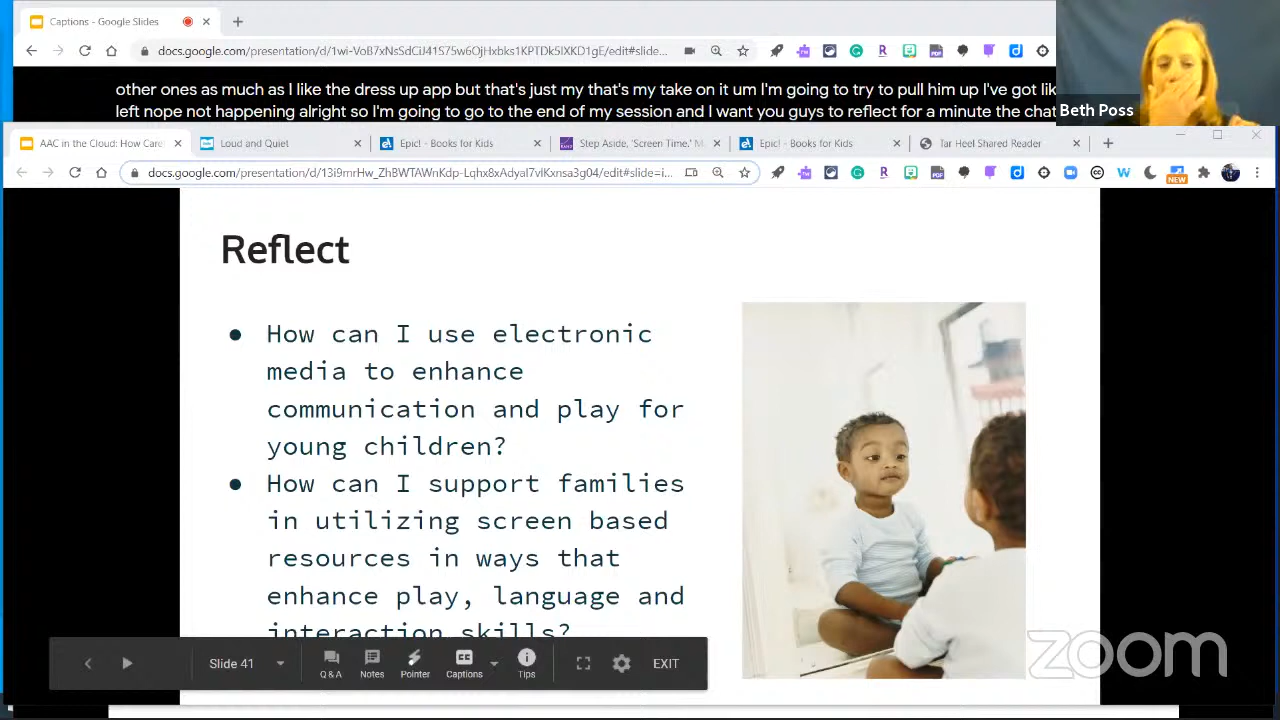 Captions - Google Slides
docs.google.com/presentation/d/1wi-VoB7xNsSdCiJ41S75w6OjHxbks1KPTDk5IXKD1gE/edit#slide...
other ones as much as I like the dress up app but that's just my that's my take on it um I'm going to try to pull him up I've got lik
left nope not happening alright so I'm going to go to the end of my session and I want you guys to reflect for a minute the chat
Beth Poss
AAC in the Cloud: How Care
Loud and Quiet
Epic! - Books for Kids
Step Aside, 'Screen Time,' M
Epic! - Books for Kids
Tar Heel Shared Reader
docs.google.com/presentation/d/13i9mrHw_ZhBWTAWnKdp-Lqftt8xAdyaI7vIKxnsa3g04/edit#slide=i...
NEW
Reflect
● How can I use electronic
media to enhance
communication and play for
young children?
● How can I support families
in utilizing screen based
resources in ways that
enhance play, language and
interaction skills?
Slide 41
Q & A
Notes
Pointer
Captions
Tips
EXIT
zoom